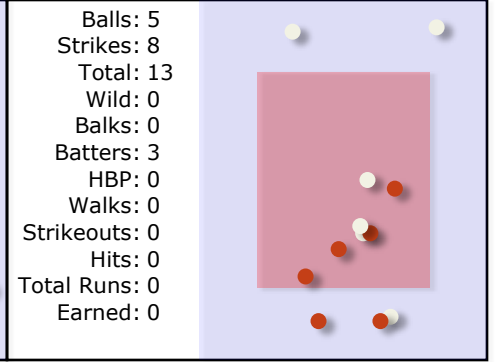 Balls: 5
Strikes: 8
Total: 13
Wild: 0
Balks: 0
Batters: 3
HBP: 0
Walks: 0
Strikeouts: 0
Hits: 0
Total Runs: 0
Earned: 0